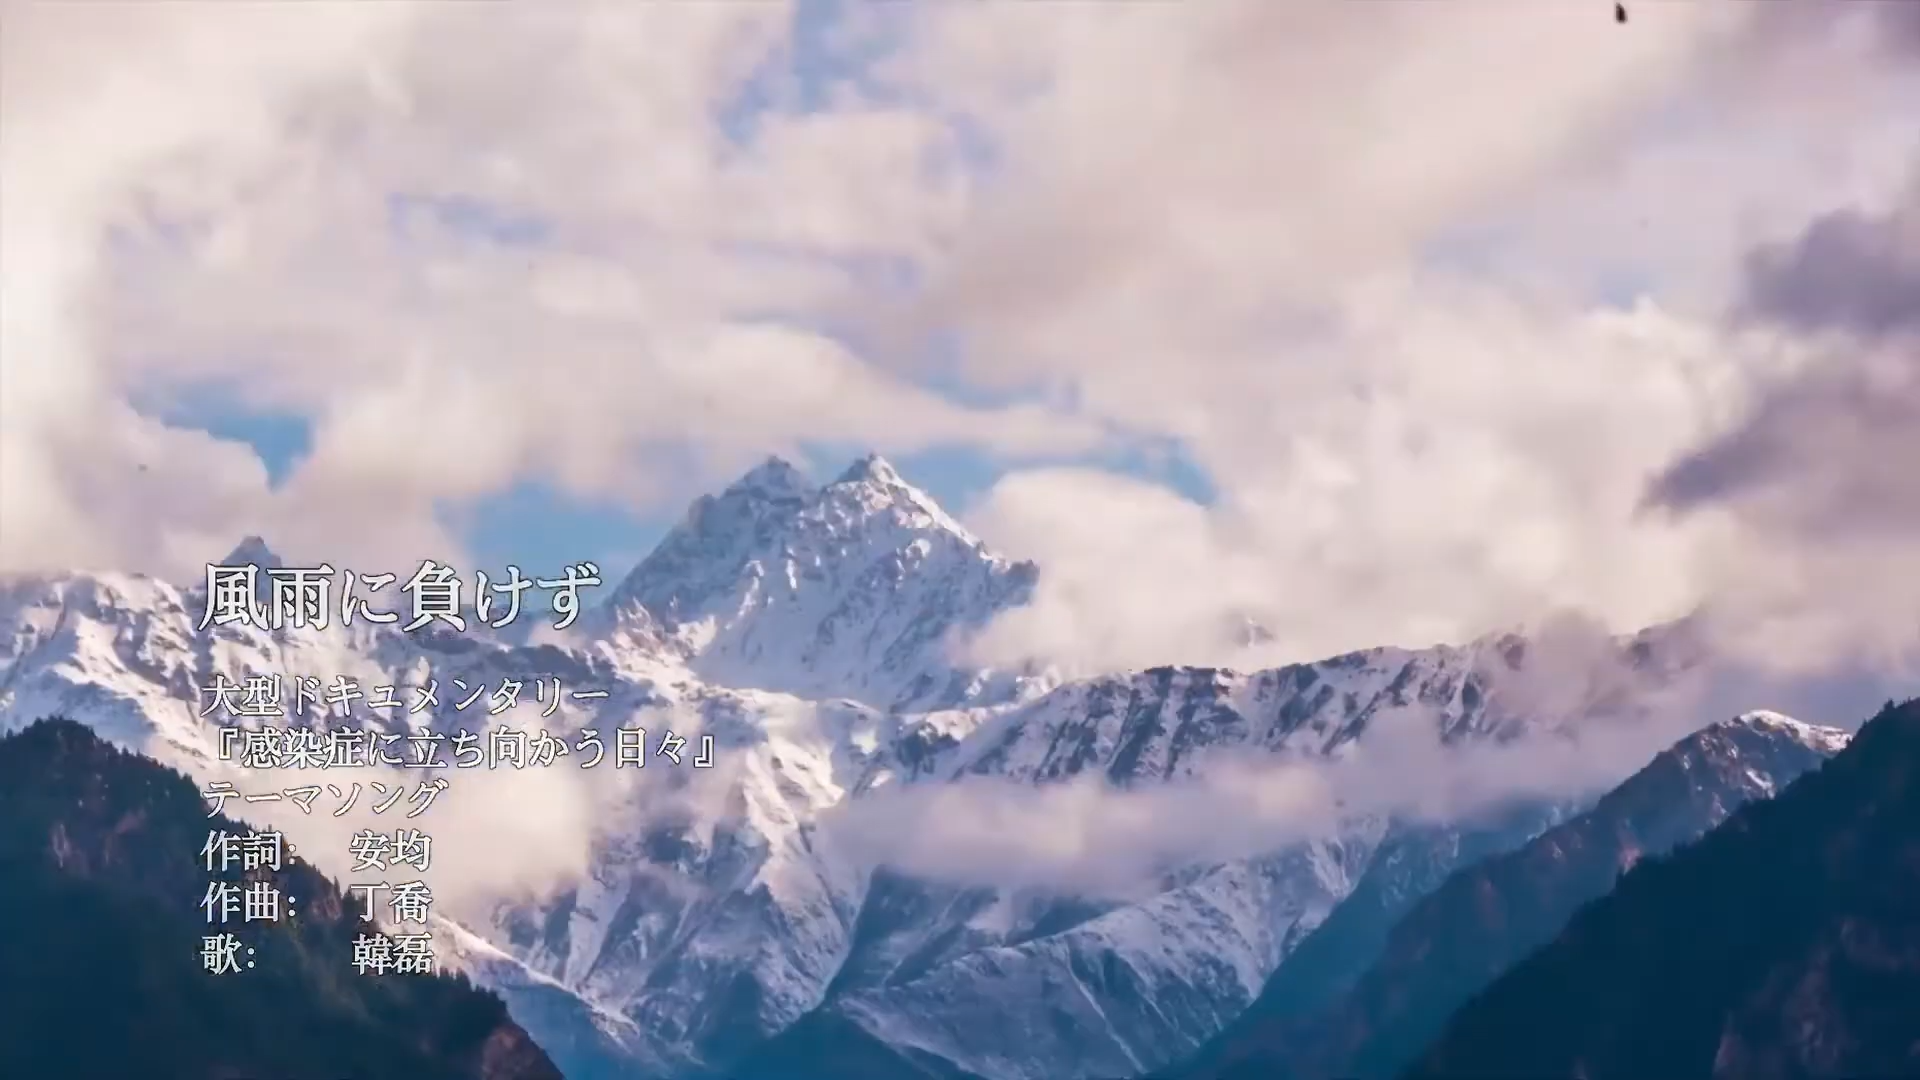 風雨に負けず
大型ドキュメンタリー
『感染症に立ち向かう日々』
テーマソング
作詞： 安均
作曲： 丁喬
歌： 韓磊